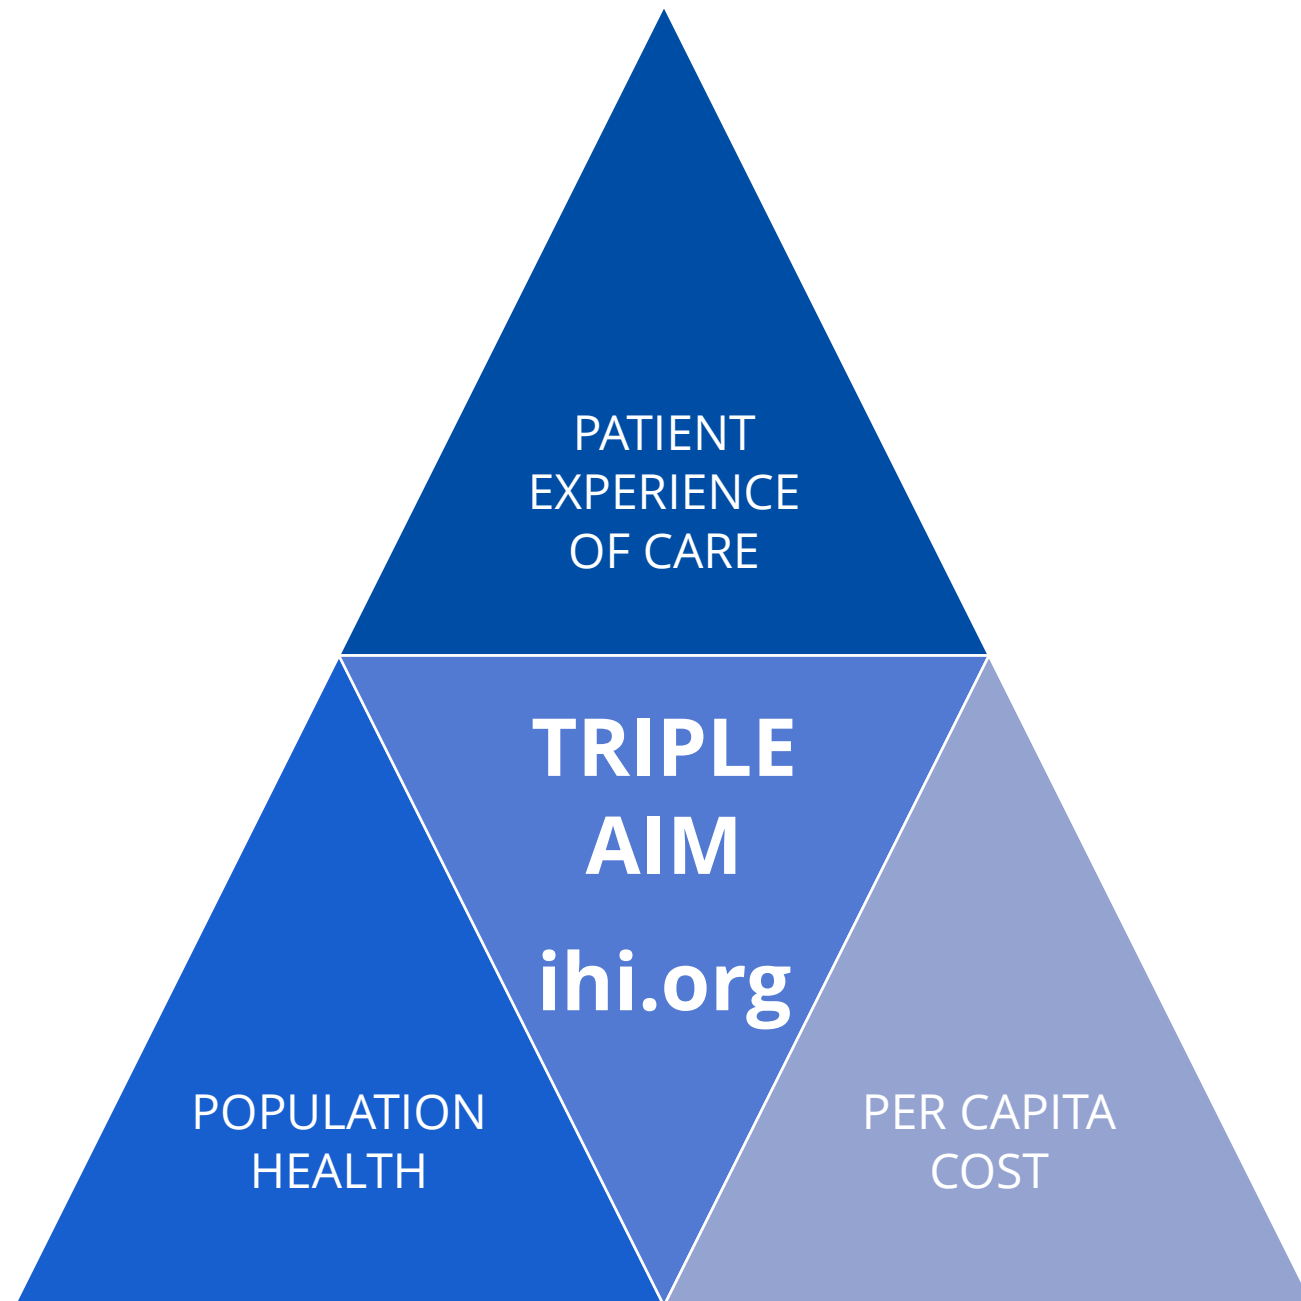 PATIENT
EXPERIENCE
OF CARE
TRIPLE
AIM
ihi.org
POPULATION
HEALTH
PER CAPITA
COST